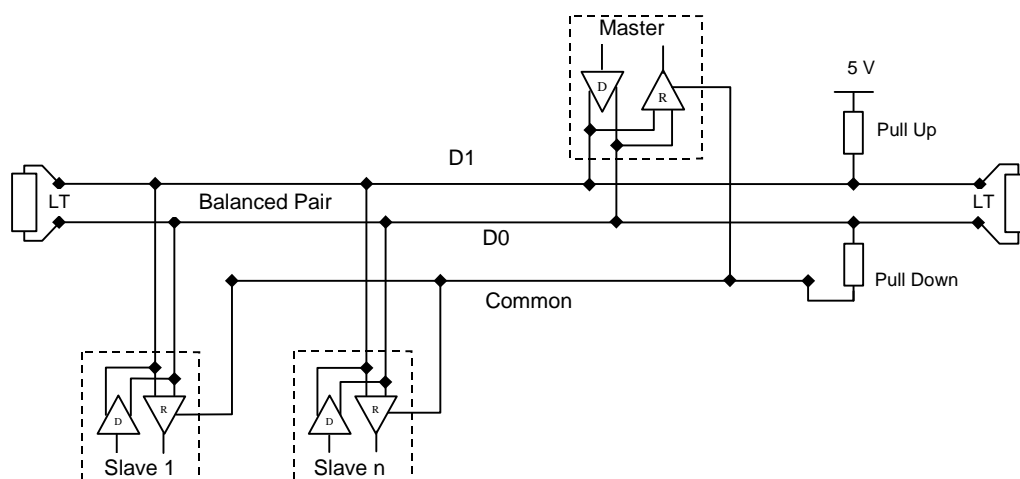 Master
D
R
5 V
Pull Up
D1
LT
Balanced Pair
LT
D0
Pull Down
Common
D
R
D
R
Slave 1
Slave n